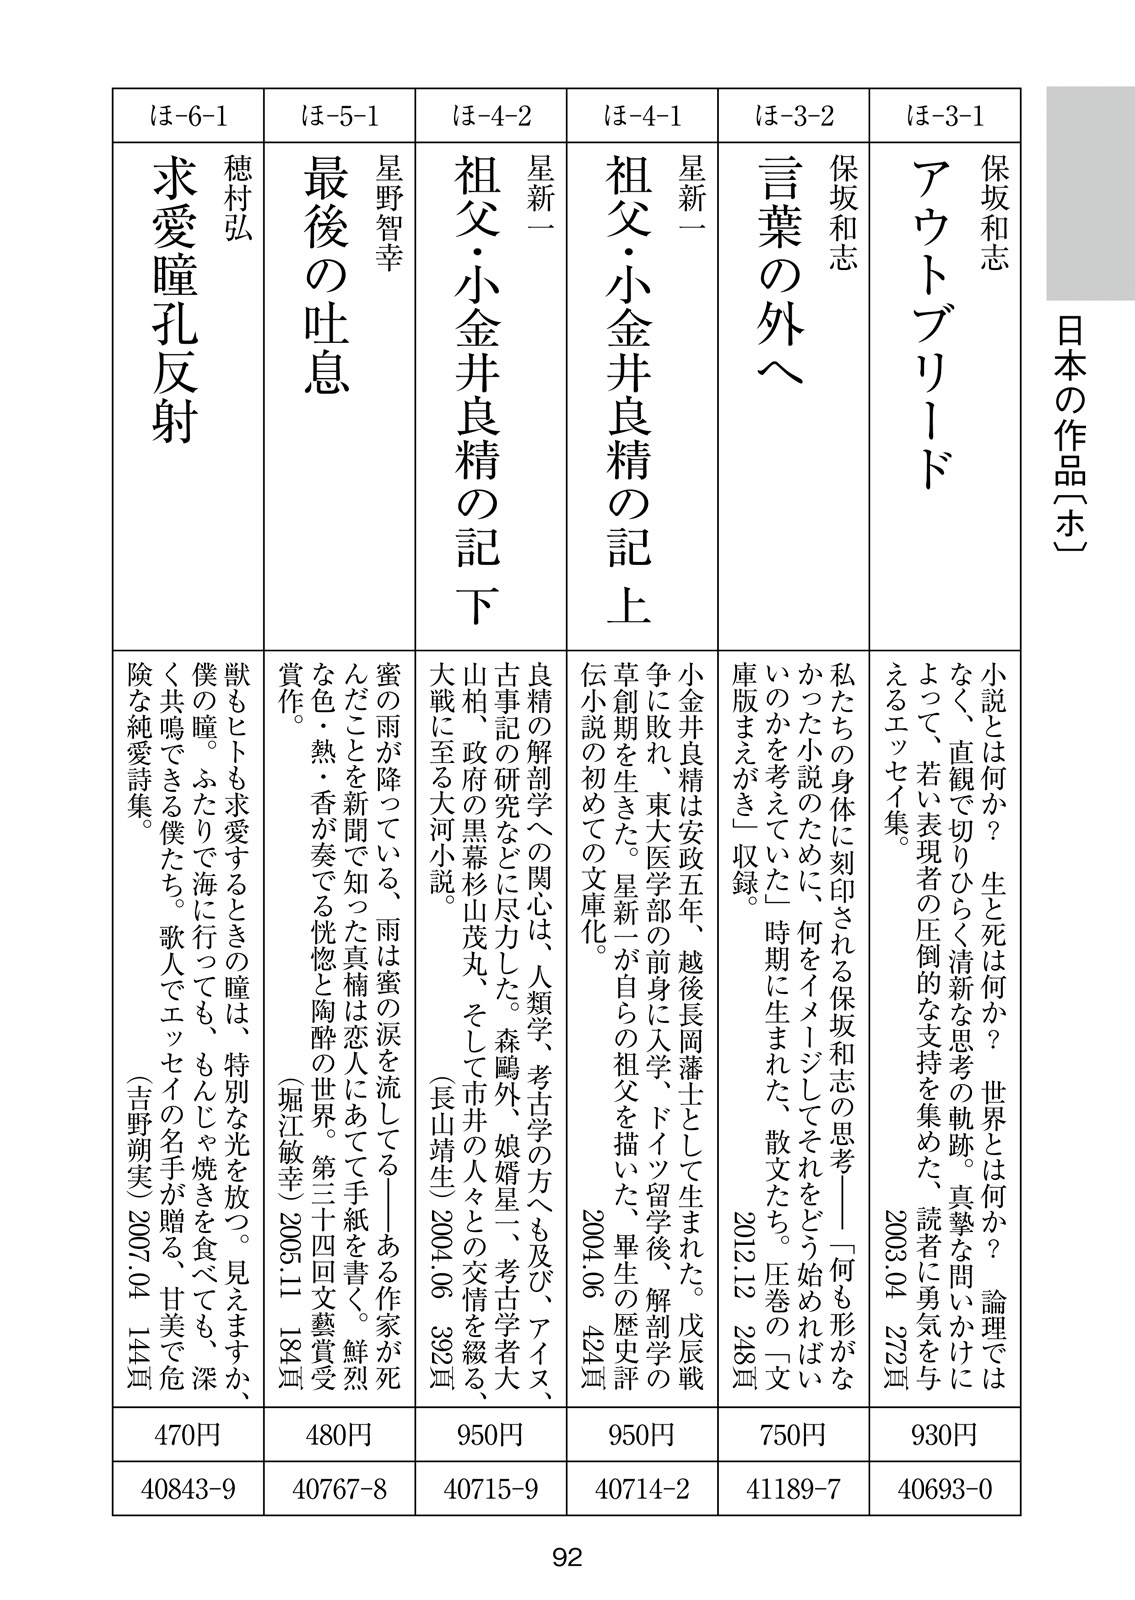 日本の作品〔ホ〕
ほ-3-1
保坂和志
アウトブリード
小説とは何か?　生と死は何か?　世界とは何か?　論理では
なく、直観で切りひらく清新な思考の軌跡。真摯な問いかけに
よって、若い表現者の圧倒的な支持を集めた、読者に勇気を与
えるエッセイ集。
2003.04　272頁
930円
40693-0
ほ-3-2
保坂和志
言葉の外へ
私たちの身体に刻印される保坂和志の思考――「何も形がな
かった小説のために、何をイメージしてそれをどう始めればい
いのかを考えていた」時期に生まれた、散文たち。圧巻の「文
庫版まえがき」収録。
2012.12　248頁
750円
41189-7
ほ-4-1
星新一
祖父・小金井良精の記 上
小金井良精は安政五年、越後長岡藩士として生まれた。戊辰戦
争に敗れ、東大医学部の前身に入学、ドイツ留学後、解剖学の
草創期を生きた。星新一が自らの祖父を描いた、畢生の歴史評
伝小説の初めての文庫化。
2004.06　424頁
950円
40714-2
ほ-4-2
星新一
祖父・小金井良精の記 下
良精の解剖学への関心は、人類学、考古学の方へも及び、アイヌ、
古事記の研究などに尽力した。森鷗外、娘婿星一、考古学者大
山柏、政府の黒幕杉山茂丸、そして市井の人々との交情を綴る、
大戦に至る大河小説。
（長山靖生）2004.06　392頁
950円
40715-9
ほ-5-1
星野智幸
最後の吐息
蜜の雨が降っている、雨は蜜の涙を流してる――ある作家が死
んだことを新聞で知った真楠は恋人にあてて手紙を書く。鮮烈
な色・熱・香が奏でる恍惚と陶酔の世界。第三十四回文藝賞受
賞作。
（堀江敏幸）2005.11　184頁
480円
40767-8
ほ-6-1
穂村弘
求愛瞳孔反射
獣もヒトも求愛するときの瞳は、特別な光を放つ。見えますか、
僕の瞳。ふたりで海に行っても、もんじゃ焼きを食べても、深
く共鳴できる僕たち。歌人でエッセイの名手が贈る、甘美で危
険な純愛詩集。
（吉野朔実）2007.04　144頁
470円
40843-9
92